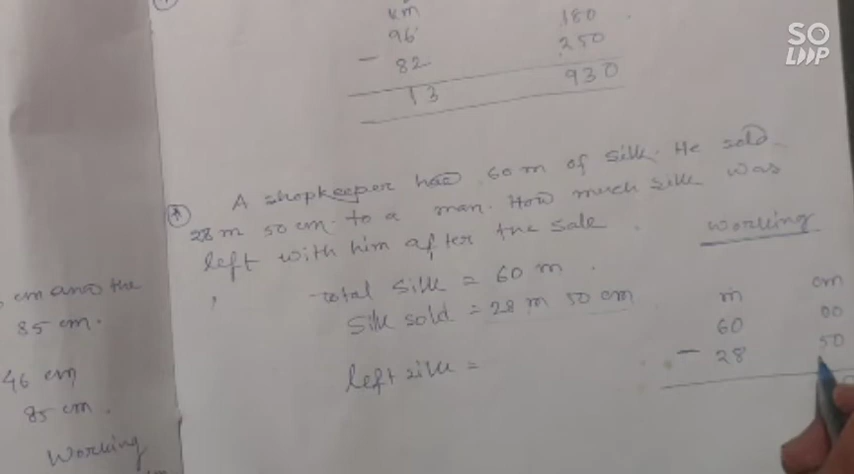 SO
LOOP
km
96 180
- 82 250
13 930
A shopkeeper had 60 m of silk. He sold
28 m 50 cm to a man. How much silk was
left with him after the sale.
Working
Total silk = 60 m
Silk sold = 28 m 50 cm
left silk =
m cm
60 00
- 28 50
cm and the
85 cm.
46 cm
85 cm.
Working